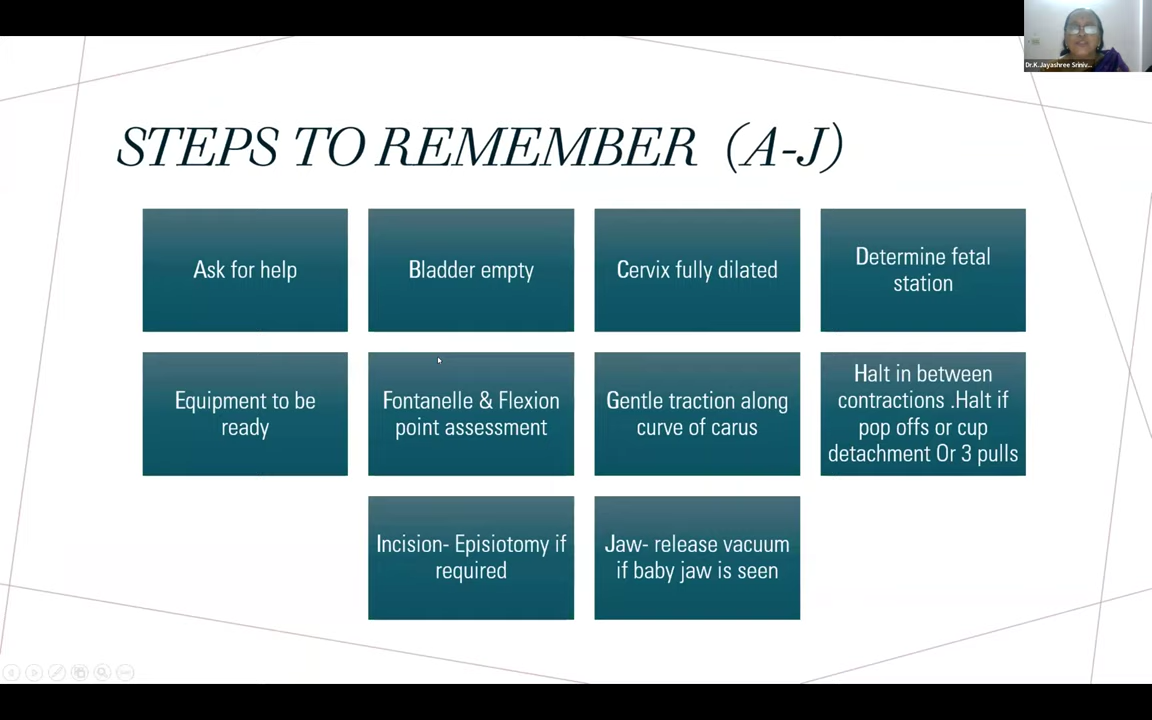 Dr.K.Jayashree Sriniv...
STEPS TO REMEMBER (A-J)
Ask for help
Bladder empty
Cervix fully dilated
Determine fetal
station
Equipment to be
ready
Fontanelle & Flexion
point assessment
Gentle traction along
curve of carus
Halt in between
contractions .Halt if
pop offs or cup
detachment Or 3 pulls
Incision- Episiotomy if
required
Jaw- release vacuum
if baby jaw is seen